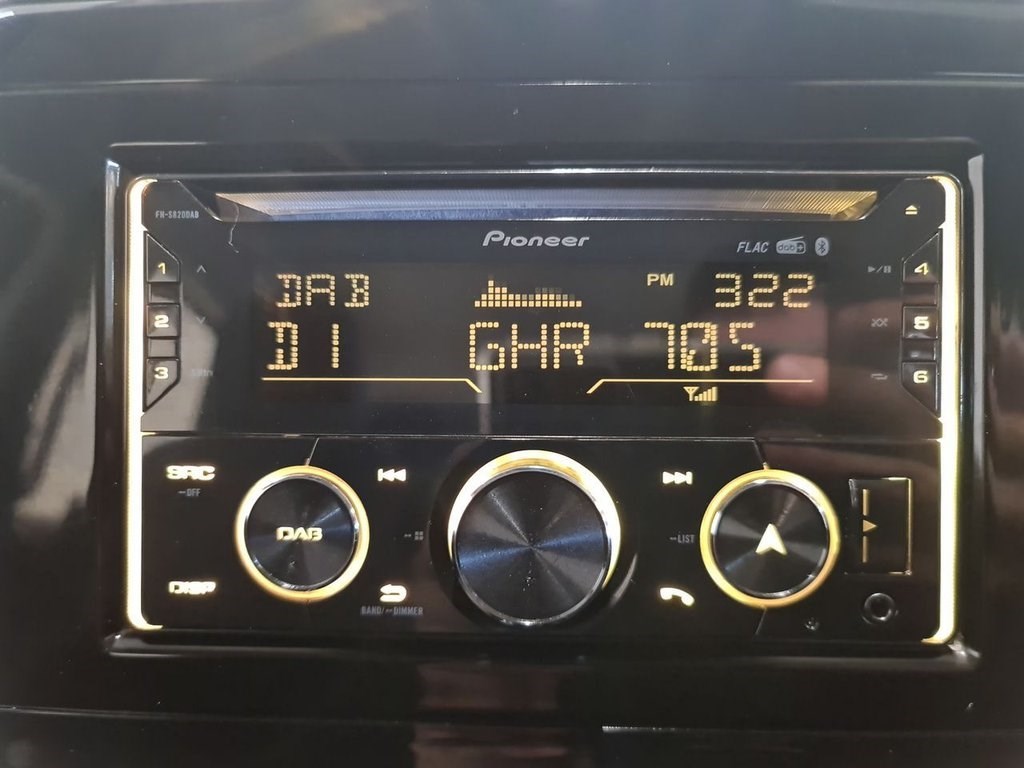 FH-S820DAB
Pioneer
FLAC dab+
DAB PM 322
D1 GHR 70S
1
2
3
4
5
6
SRC
OFF
DAB
DISP
BAND/ DIMMER
LIST